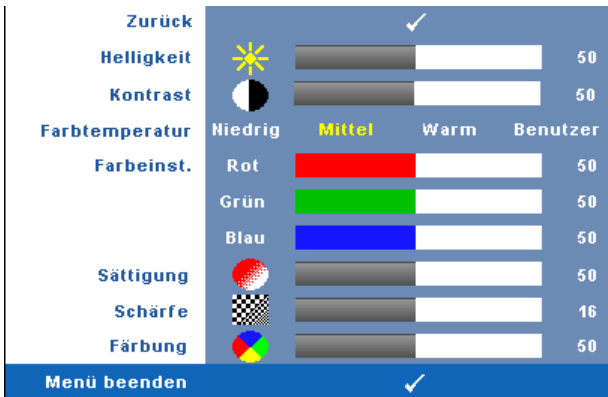 Zurück
Helligkeit 50
Kontrast 50
Farbtemperatur Niedrig Mittel Warm Benutzer
Farbeinst. Rot 50
Grün 50
Blau 50
Sättigung 50
Schärfe 16
Färbung 50
Menü beenden